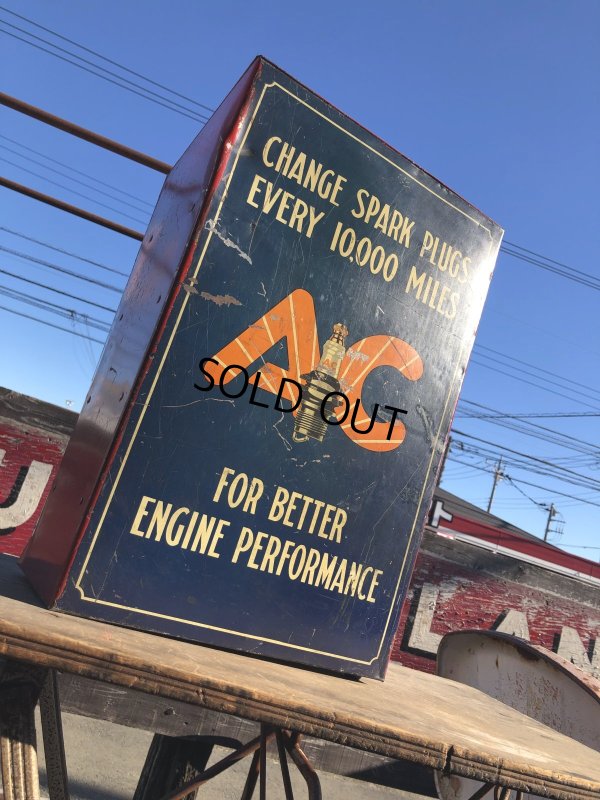 CHANGE SPARK PLUGS
EVERY 10,000 MILES
AC
SOLD OUT
FOR BETTER
ENGINE PERFORMANCE